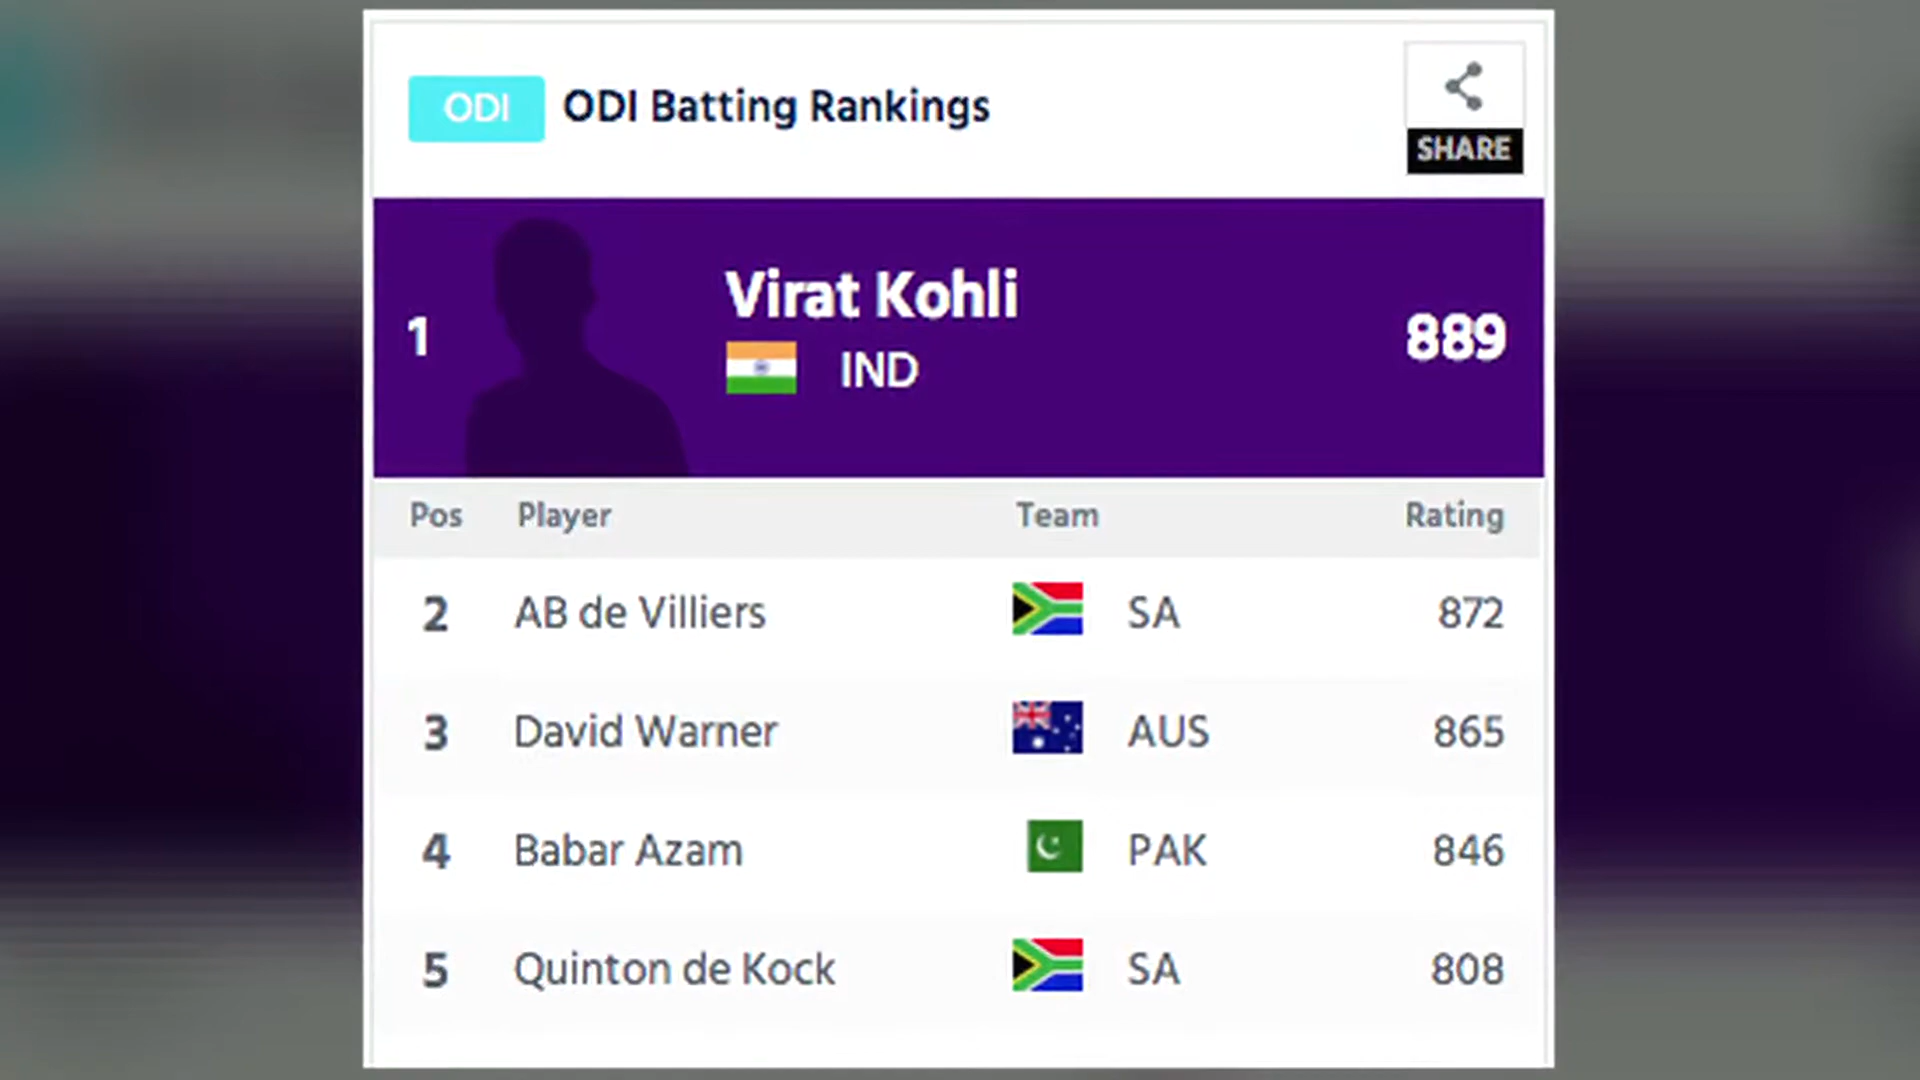 ODI ODI Batting Rankings
SHARE
1 Virat Kohli 889
IND
Pos Player Team Rating
2 AB de Villiers SA 872
3 David Warner AUS 865
4 Babar Azam PAK 846
5 Quinton de Kock SA 808